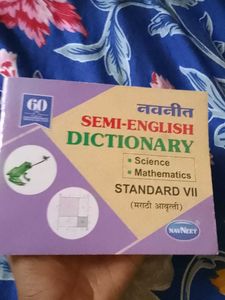 60
नवनीत
SEMI-ENGLISH
DICTIONARY
• Science
• Mathematics
STANDARD VII
(मराठी आवृत्ती)
NAVNEET